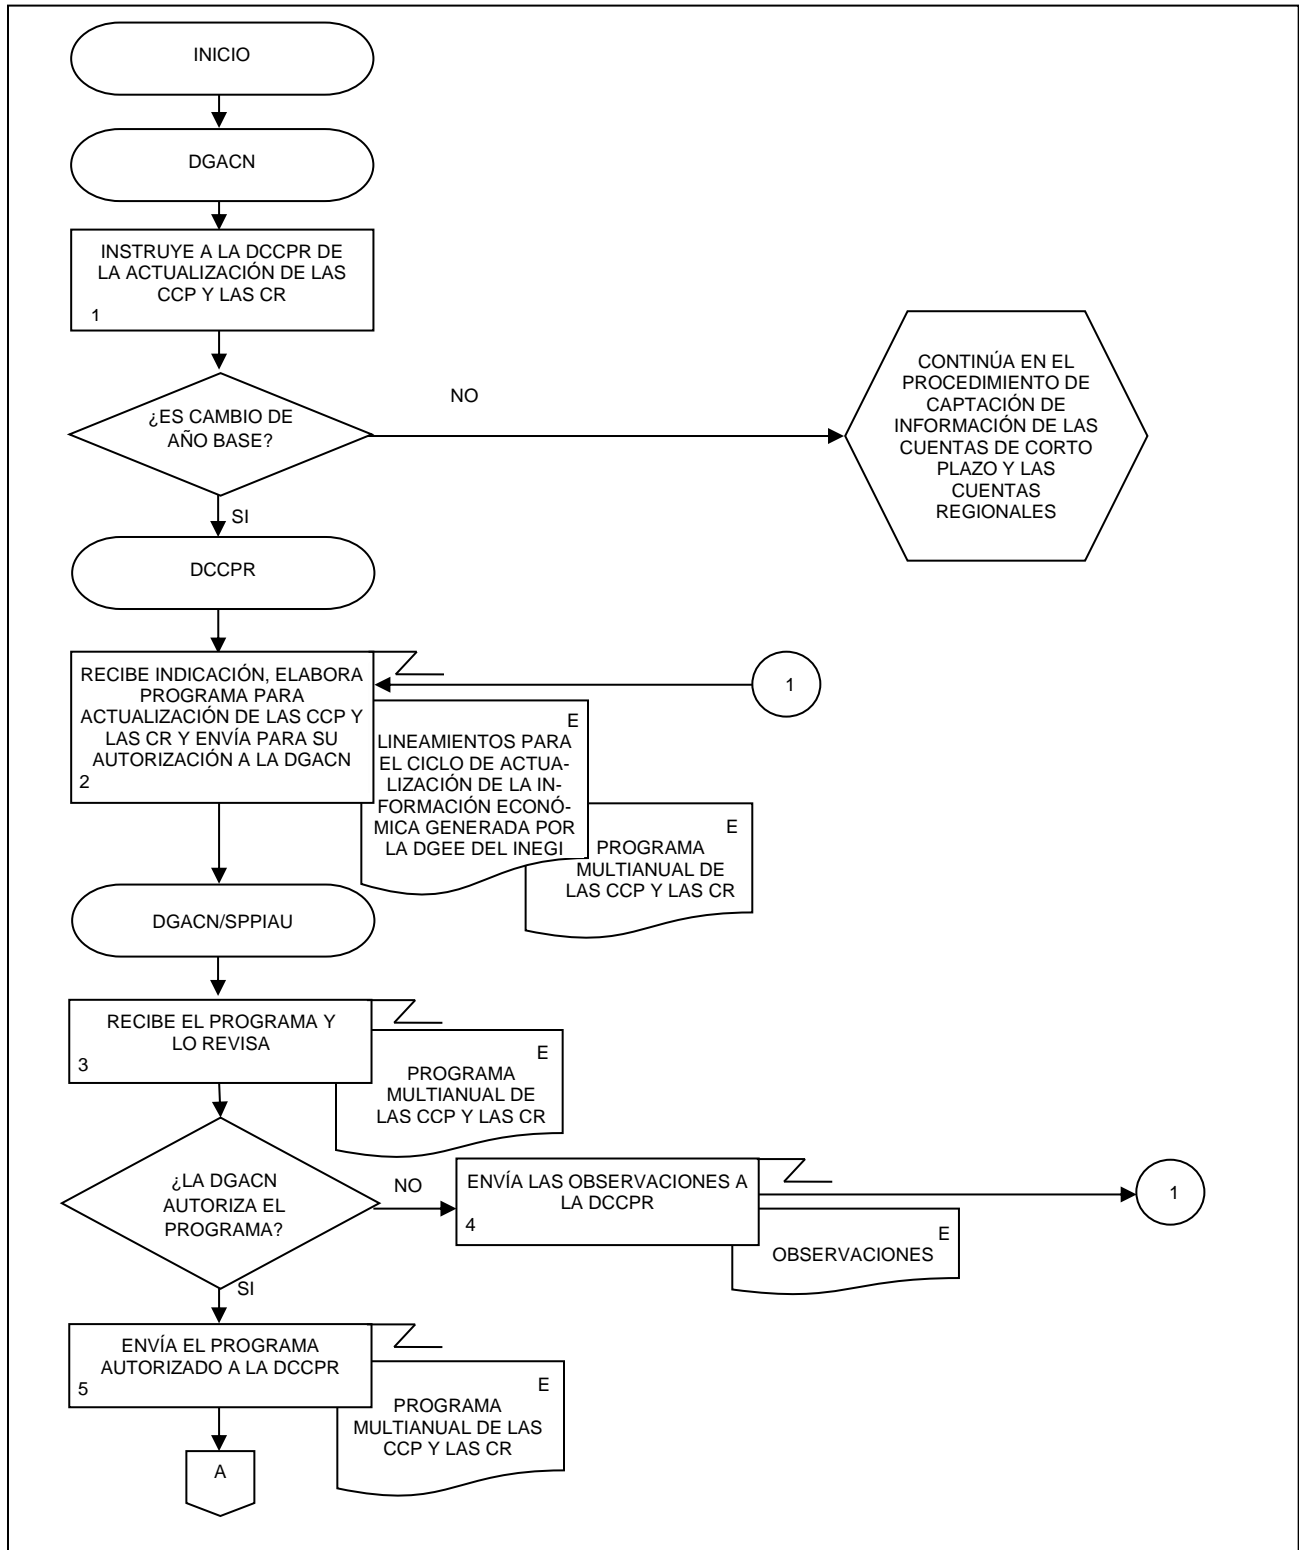 INICIO
DGACN
INSTRUYE A LA DCCPR DE
LA ACTUALIZACIÓN DE LAS
CCP Y LAS CR
1
¿ES CAMBIO DE
AÑO BASE?
NO
CONTINÚA EN EL
PROCEDIMIENTO DE
CAPTACIÓN DE
INFORMACIÓN DE LAS
CUENTAS DE CORTO
PLAZO Y LAS
CUENTAS
REGIONALES
SI
DCCPR
RECIBE INDICACIÓN, ELABORA
PROGRAMA PARA
ACTUALIZACIÓN DE LAS CCP Y
LAS CR Y ENVÍA PARA SU
AUTORIZACIÓN A LA DGACN
2
1
E
LINEAMIENTOS PARA
EL CICLO DE ACTUA-
LIZACIÓN DE LA IN-
FORMACIÓN ECONÓ-
MICA GENERADA POR
LA DGEE DEL INEGI
E
PROGRAMA
MULTIANUAL DE
LAS CCP Y LAS CR
DGACN/SPPIAU
RECIBE EL PROGRAMA Y
LO REVISA
3
E
PROGRAMA
MULTIANUAL DE
LAS CCP Y LAS CR
¿LA DGACN
AUTORIZA EL
PROGRAMA?
NO
ENVÍA LAS OBSERVACIONES A
LA DCCPR
4
1
E
OBSERVACIONES
SI
ENVÍA EL PROGRAMA
AUTORIZADO A LA DCCPR
5
E
PROGRAMA
MULTIANUAL DE LAS
CCP Y LAS CR
A